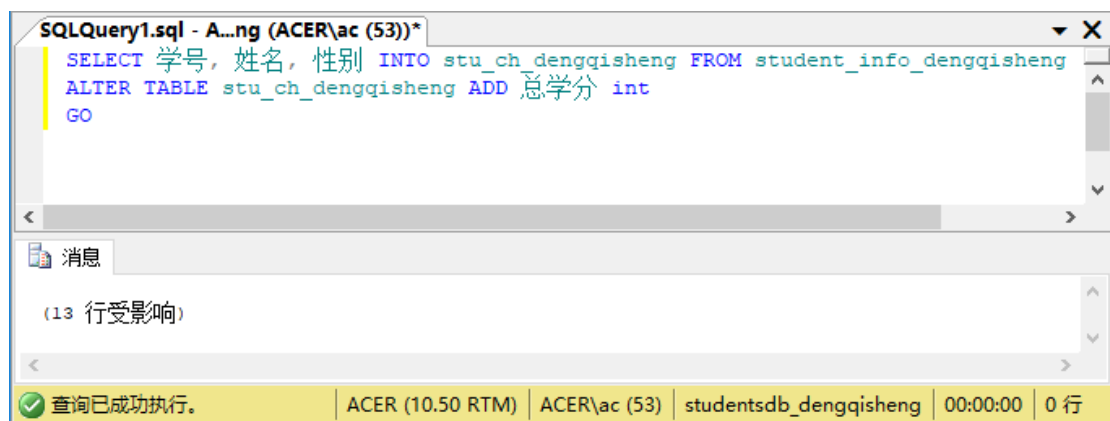 SQLQuery1.sql - A...ng (ACER\ac (53))*
SELECT 学号, 姓名, 性别 INTO stu_ch_dengqisheng FROM student_info_dengqisheng
ALTER TABLE stu_ch_dengqisheng ADD 总学分 int
GO
消息
(13 行受影响)
查询已成功执行。 ACER (10.50 RTM) ACER\ac (53) studentsdb_dengqisheng 00:00:00 0 行